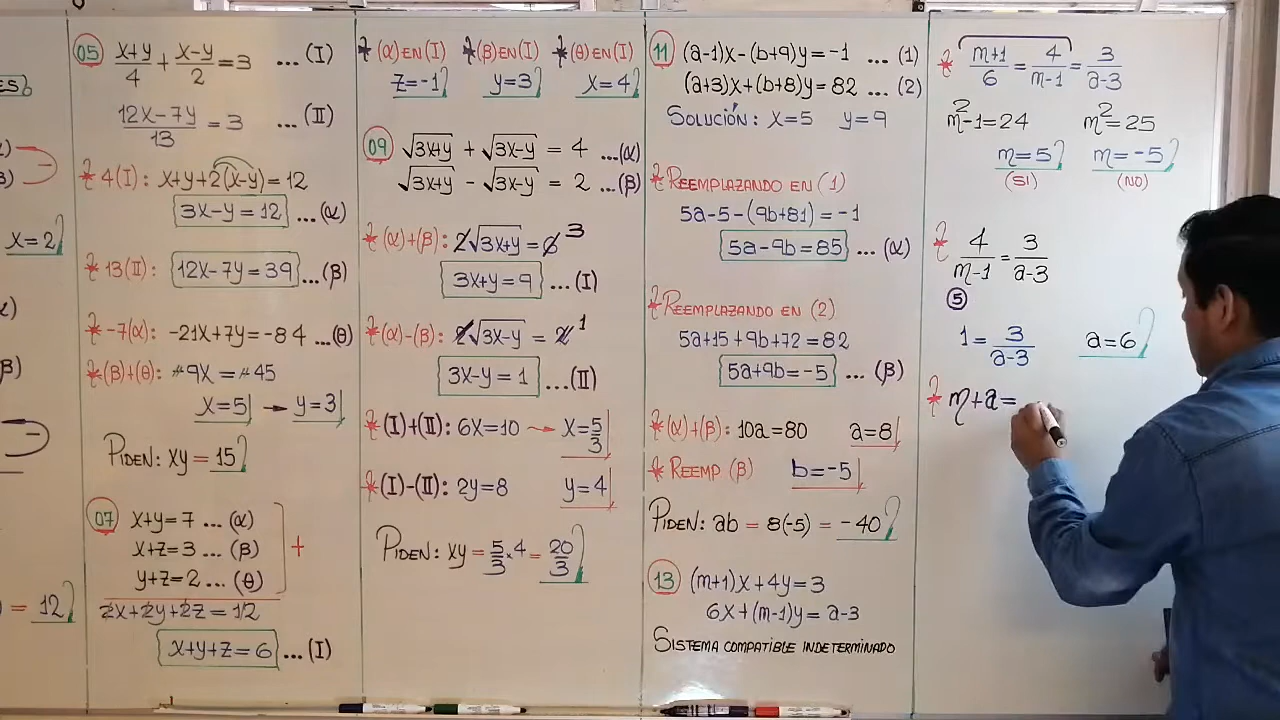 ES
x=2
= 12
05 (x+y)/4 + (x-y)/2 = 3 ... (I)
(12x-7y)/13 = 3 ... (II)
* 4(I): x+y+2(x-y)=12
3x-y=12 ... (α)
* 13(II): 12x-7y=39 ... (β)
* -7(α): -21x+7y=-84 ... (θ)
* (β)+(θ): -9x = -45
x=5 → y=3
PIDEN: xy = 15
07 x+y=7 ... (α)
x+z=3 ... (β)
y+z=2 ... (θ)
+
2x+2y+2z = 12
x+y+z = 6 ... (I)
* (α) EN (I) * (β) EN (I) * (θ) EN (I)
z=-1 y=3 x=4
09 √(3x+y) + √(3x-y) = 4 ... (α)
√(3x+y) - √(3x-y) = 2 ... (β)
* (α)+(β): 2√(3x+y) = 6 3
3x+y=9 ... (I)
* (α)-(β): 2√(3x-y) = 2 1
3x-y=1 ... (II)
* (I)+(II): 6x=10 → x=5/3
* (I)-(II): 2y=8 y=4
PIDEN: xy = 5/3 × 4 = 20/3
11 (a-1)x-(b+9)y=-1 ... (1)
(a+3)x+(b+8)y=82 ... (2)
SOLUCIÓN: x=5 y=9
* REEMPLAZANDO EN (1)
5a-5-(9b+81)=-1
5a-9b=85 ... (α)
* REEMPLAZANDO EN (2)
5a+15+9b+72=82
5a+9b=-5 ... (β)
* (α)+(β): 10a=80 a=8
* REEMP (β) b=-5
PIDEN: ab = 8(-5) = -40
13 (m+1)x+4y=3
6x+(m-1)y=a-3
SISTEMA COMPATIBLE INDETERMINADO
* (m+1)/6 = 4/(m-1) = 3/(a-3)
m²-1=24 m²=25
m=5 m=-5
(SI) (NO)
* 4/(m-1) = 3/(a-3)
5
1 = 3/(a-3) a=6
* m+a=